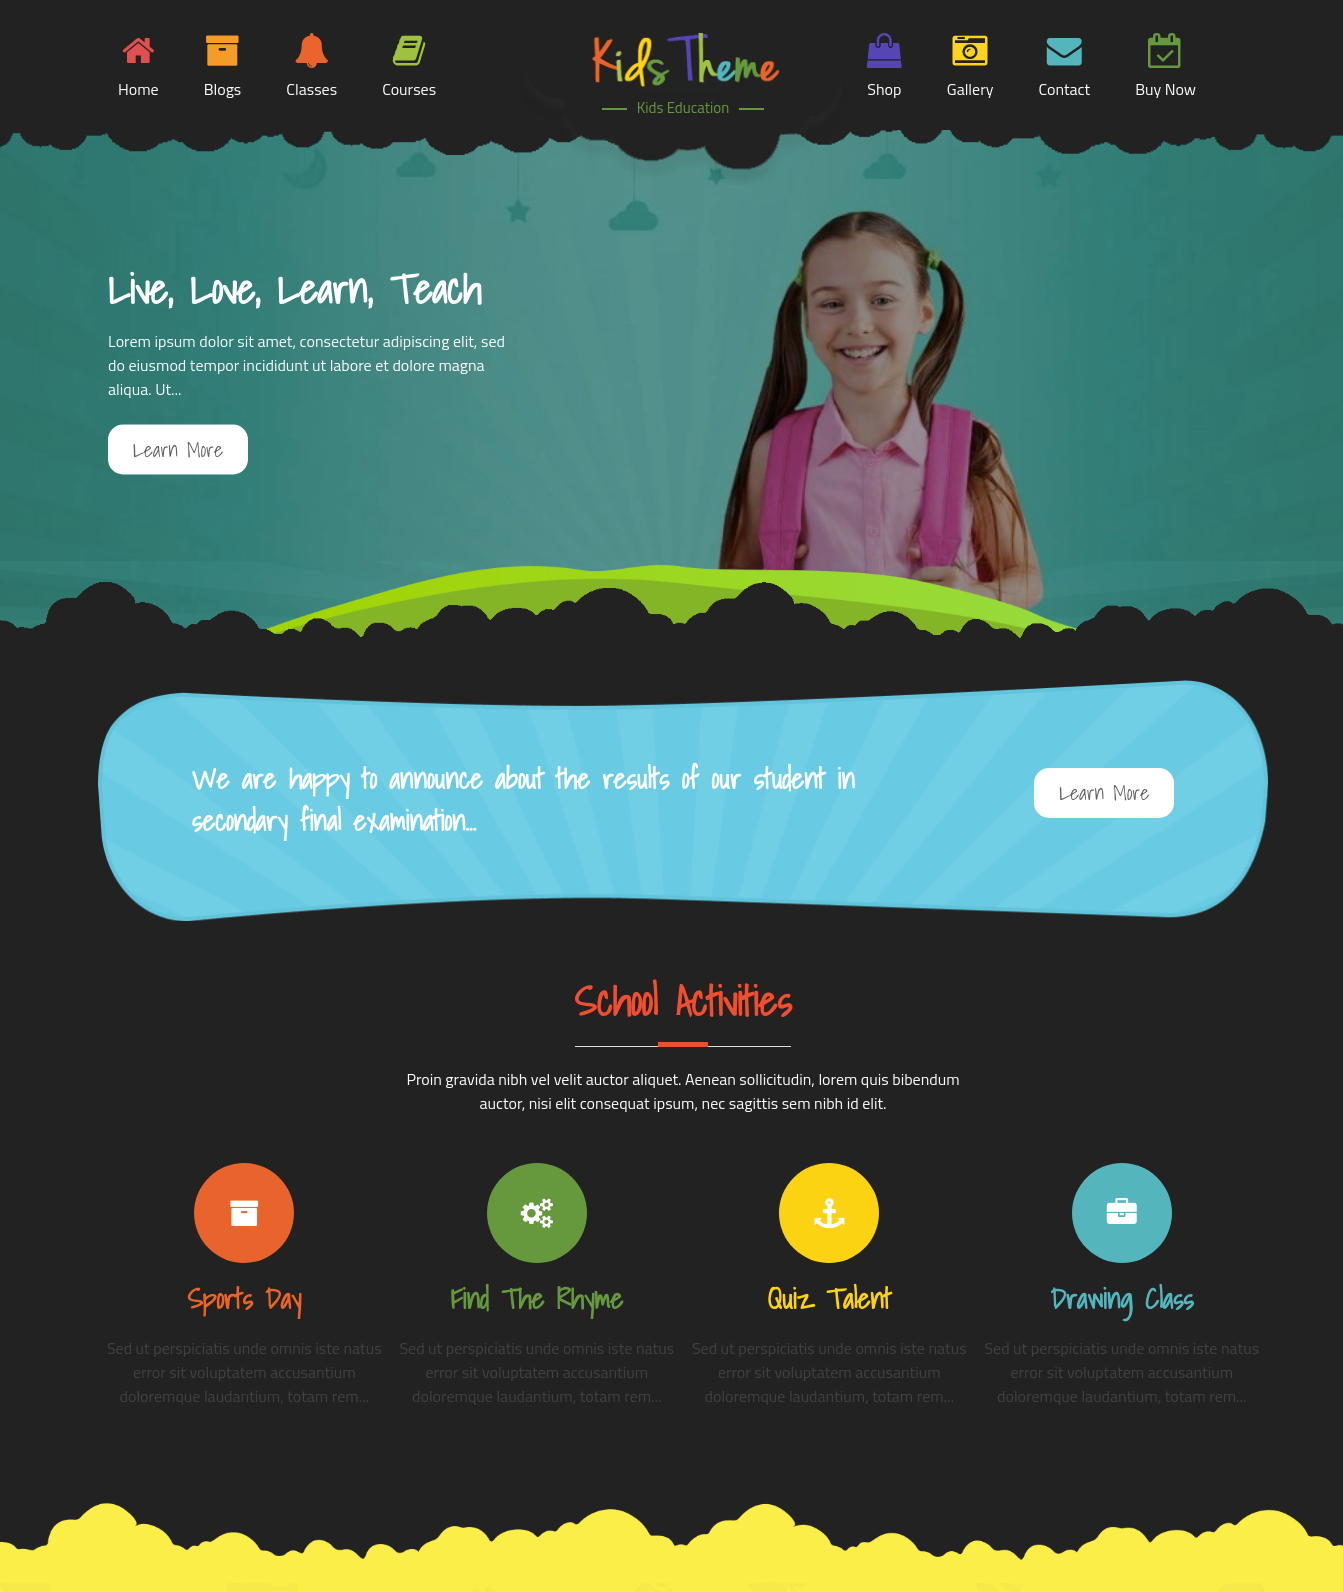 Home
Blogs
Classes
Courses
Kids Theme
Kids Education
Shop
Gallery
Contact
Buy Now
Live, Love, Learn, Teach
Lorem ipsum dolor sit amet, consectetur adipiscing elit, sed
do eiusmod tempor incididunt ut labore et dolore magna
aliqua. Ut...
Learn More
We are happy to announce about the results of our student in
secondary final examination...
Learn More
School Activities
Proin gravida nibh vel velit auctor aliquet. Aenean sollicitudin, lorem quis bibendum
auctor, nisi elit consequat ipsum, nec sagittis sem nibh id elit.
Sports Day
Sed ut perspiciatis unde omnis iste natus
error sit voluptatem accusantium
doloremque laudantium, totam rem...
Find The Rhyme
Sed ut perspiciatis unde omnis iste natus
error sit voluptatem accusantium
doloremque laudantium, totam rem...
Quiz Talent
Sed ut perspiciatis unde omnis iste natus
error sit voluptatem accusantium
doloremque laudantium, totam rem...
Drawing Class
Sed ut perspiciatis unde omnis iste natus
error sit voluptatem accusantium
doloremque laudantium, totam rem...